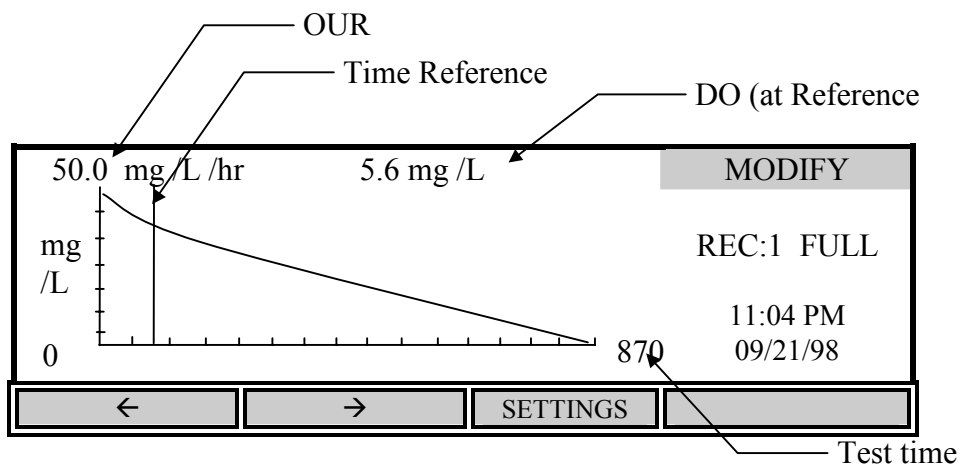 OUR
Time Reference
DO (at Reference
50.0 mg /L /hr
5.6 mg /L
MODIFY
mg
/L
REC:1 FULL
11:04 PM
09/21/98
0
870
← → SETTINGS
Test time